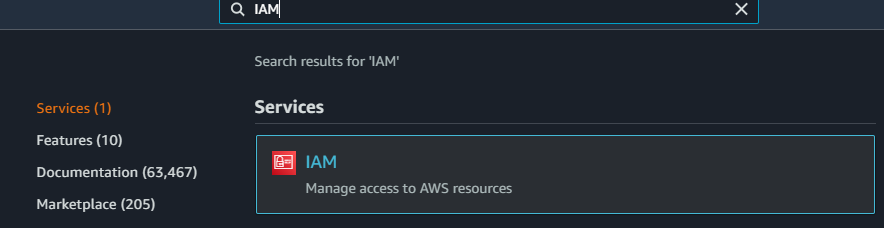 IAM
Search results for 'IAM'
Services (1)
Features (10)
Documentation (63,467)
Marketplace (205)
Services
IAM
Manage access to AWS resources